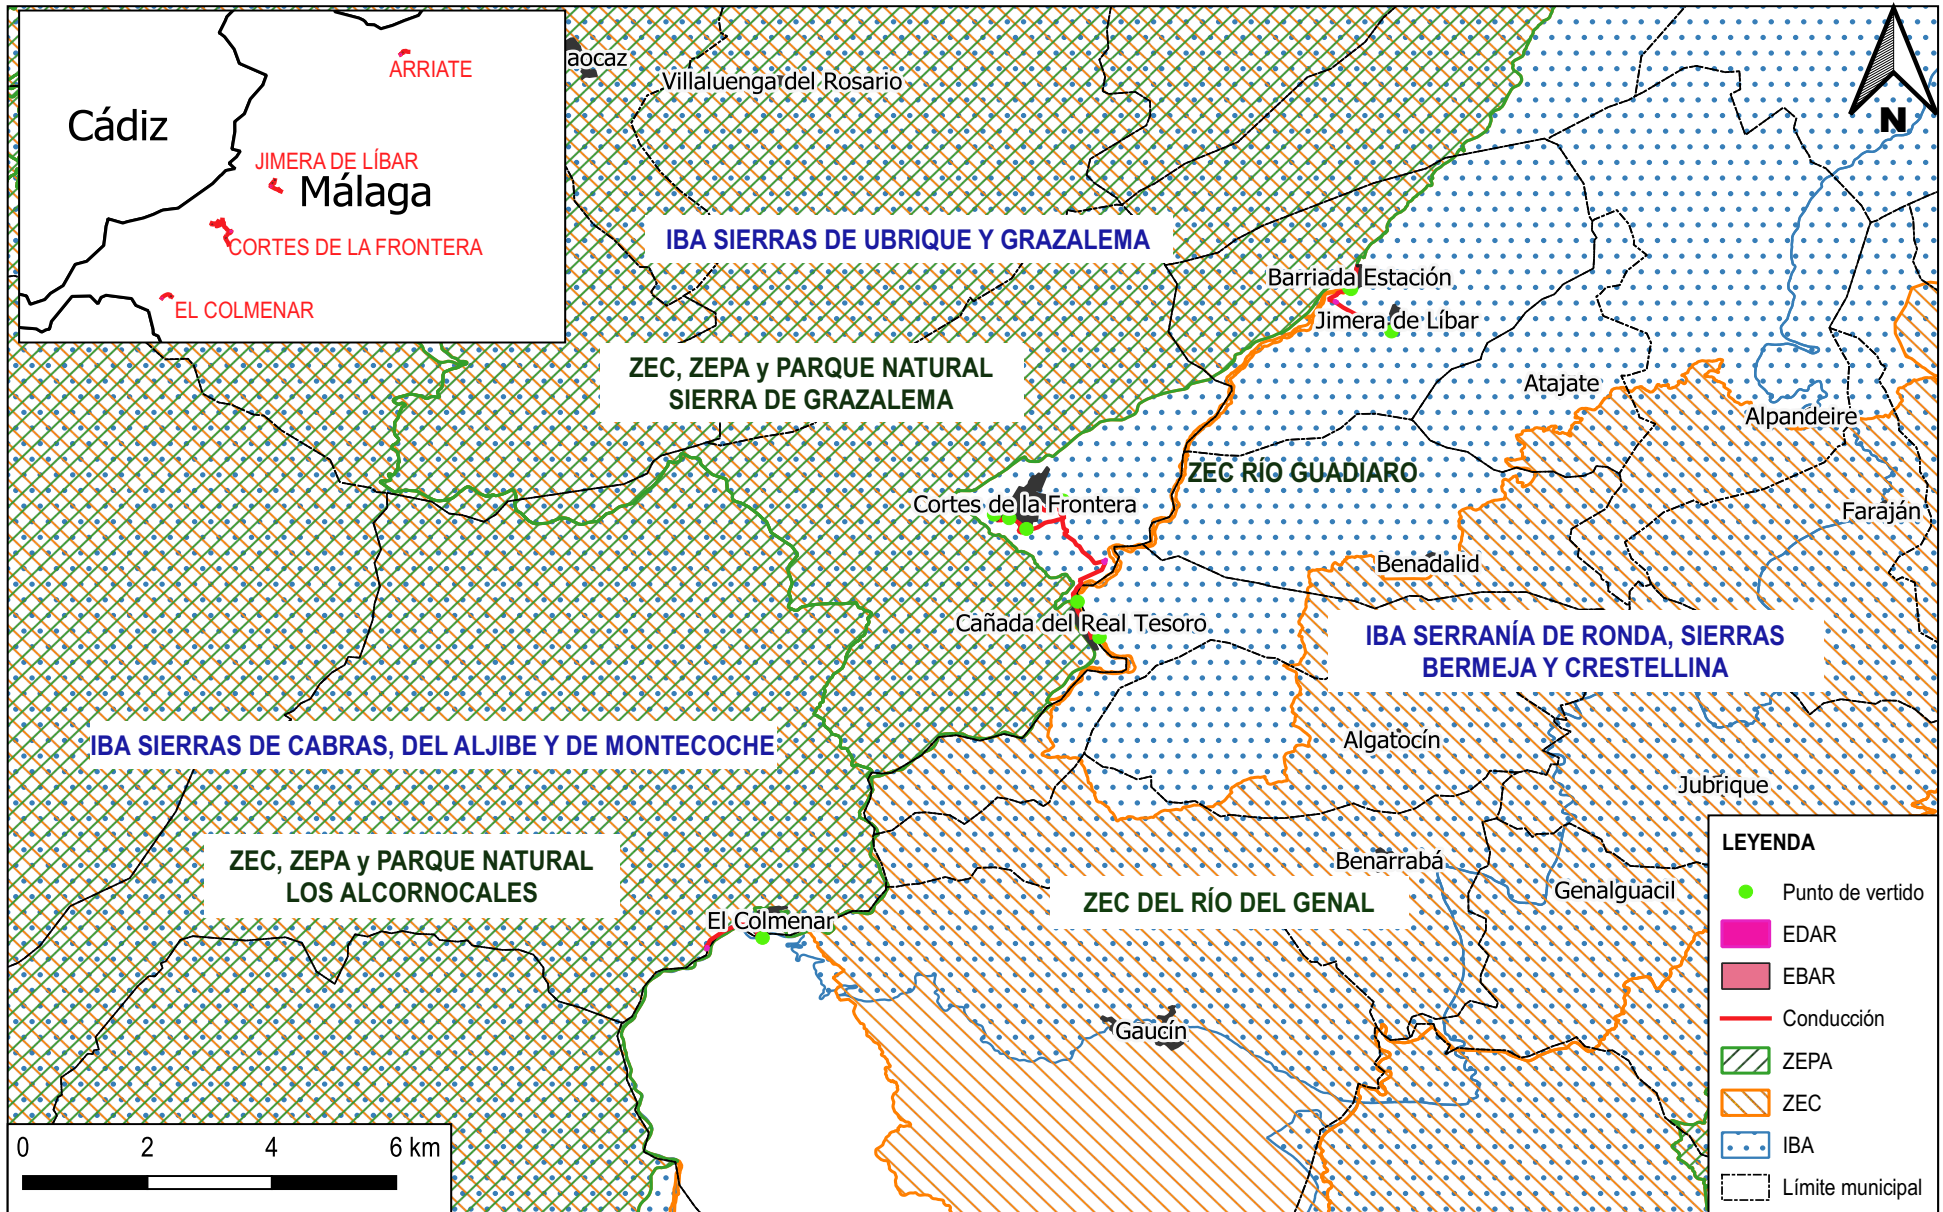 ARRIATE
Cádiz
JIMERA DE LÍBAR
Málaga
CORTES DE LA FRONTERA
EL COLMENAR
aocaz
Villaluenga del Rosario
N
IBA SIERRAS DE UBRIQUE Y GRAZALEMA
Barriada Estación
Jimera de Líbar
ZEC, ZEPA y PARQUE NATURAL
SIERRA DE GRAZALEMA
Atajate
Alpandeire
ZEC RÍO GUADIARO
Cortes de la Frontera
Faraján
Benadalid
Cañada del Real Tesoro
IBA SERRANÍA DE RONDA, SIERRAS
BERMEJA Y CRESTELLINA
IBA SIERRAS DE CABRAS, DEL ALJIBE Y DE MONTECOCHE
Algatocín
Jubrique
ZEC, ZEPA y PARQUE NATURAL
LOS ALCORNOCALES
Benarrabá
Genalguacil
ZEC DEL RÍO DEL GENAL
El Colmenar
Gaucín
0 2 4 6 km
LEYENDA
Punto de vertido
EDAR
EBAR
Conducción
ZEPA
ZEC
IBA
Límite municipal